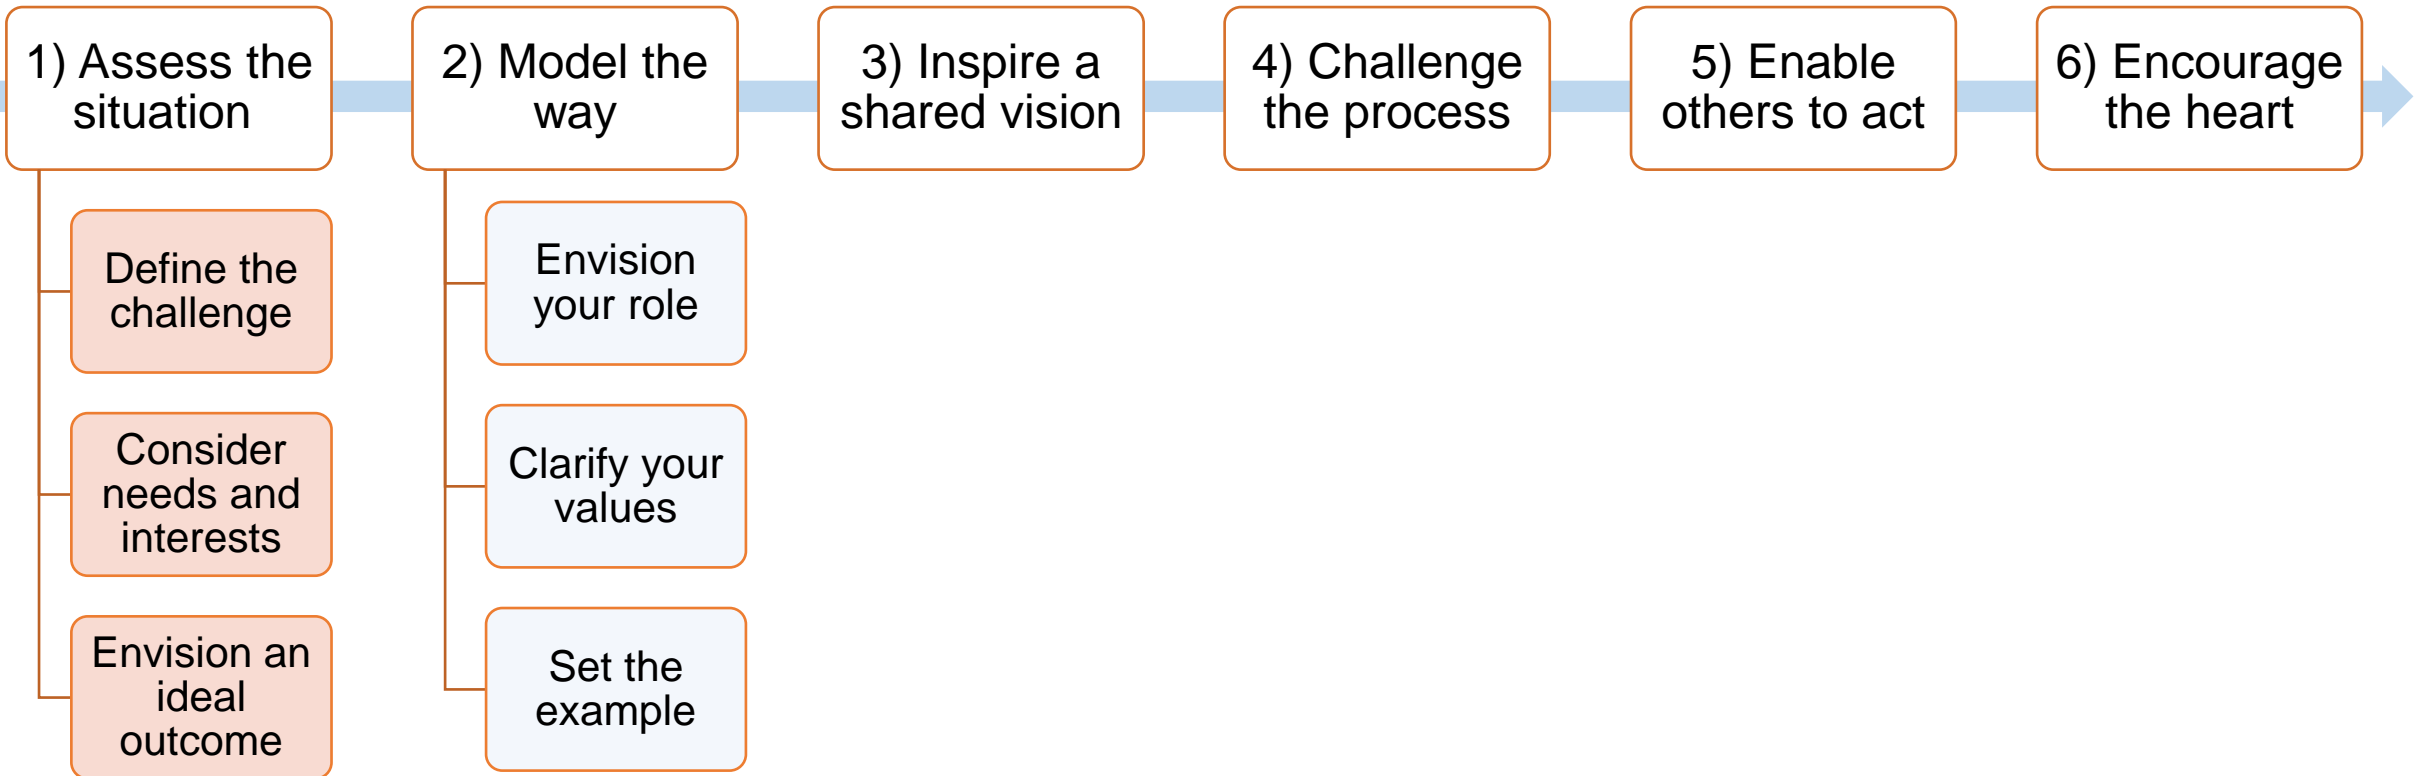 1) Assess the
situation
2) Model the
way
3) Inspire a
shared vision
4) Challenge
the process
5) Enable
others to act
6) Encourage
the heart
Define the
challenge
Consider
needs and
interests
Envision an
ideal
outcome
Envision
your role
Clarify your
values
Set the
example